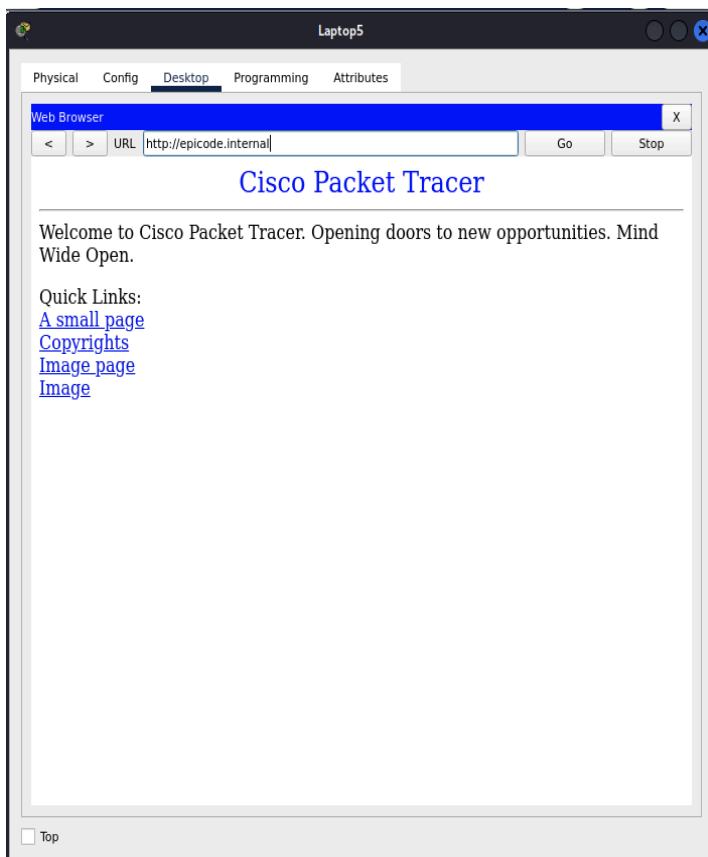 Laptop5
Physical Config Desktop Programming Attributes
Web Browser X
< > URL http://epicode.internal Go Stop
Cisco Packet Tracer
Welcome to Cisco Packet Tracer. Opening doors to new opportunities. Mind
Wide Open.
Quick Links:
A small page
Copyrights
Image page
Image
Top